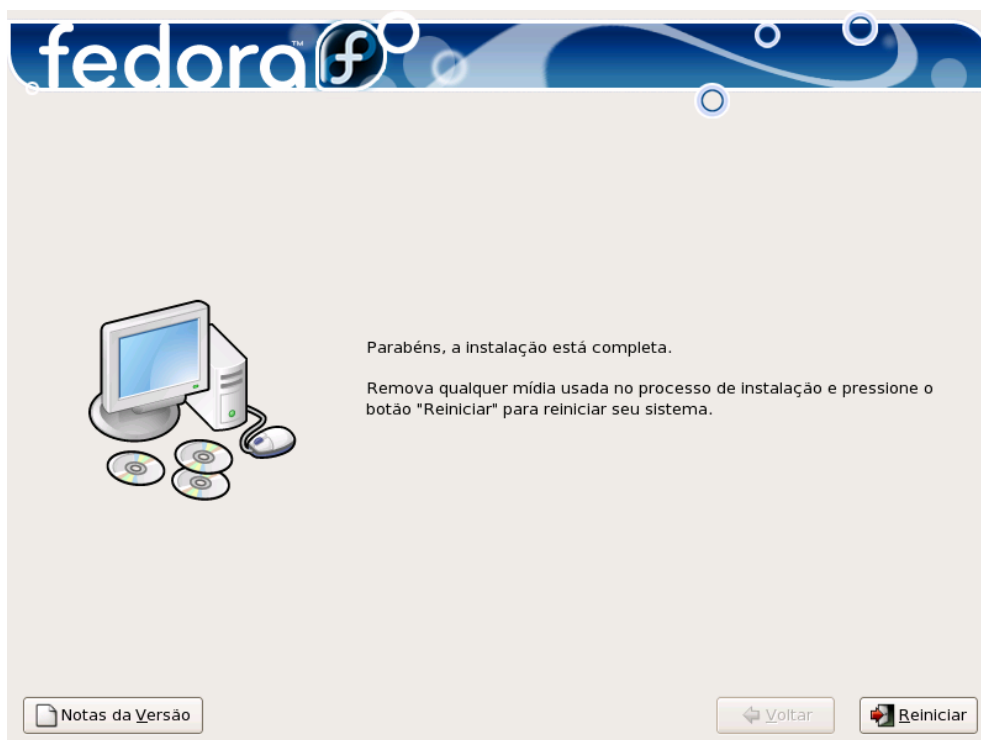 fedora™ f
Parabéns, a instalação está completa.
Remova qualquer mídia usada no processo de instalação e pressione o
botão "Reiniciar" para reiniciar seu sistema.
Notas da Versão
Voltar
Reiniciar